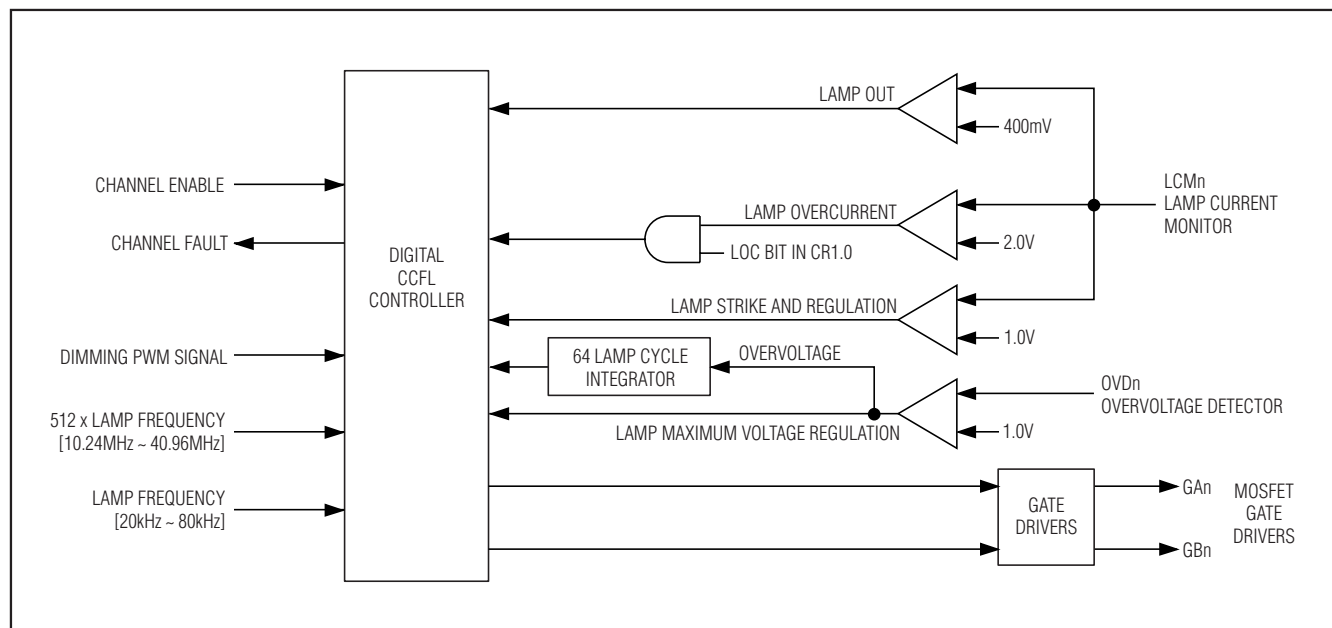 CHANNEL ENABLE
CHANNEL FAULT
DIMMING PWM SIGNAL
512 x LAMP FREQUENCY
[10.24MHz ~ 40.96MHz]
LAMP FREQUENCY
[20kHz ~ 80kHz]
DIGITAL
CCFL
CONTROLLER
LAMP OUT
400mV
LAMP OVERCURRENT
2.0V
LOC BIT IN CR1.0
LCMn
LAMP CURRENT
MONITOR
LAMP STRIKE AND REGULATION
1.0V
64 LAMP CYCLE
INTEGRATOR
OVERVOLTAGE
OVDn
OVERVOLTAGE DETECTOR
LAMP MAXIMUM VOLTAGE REGULATION
1.0V
GATE
DRIVERS
GAn
GBn
MOSFET
GATE
DRIVERS